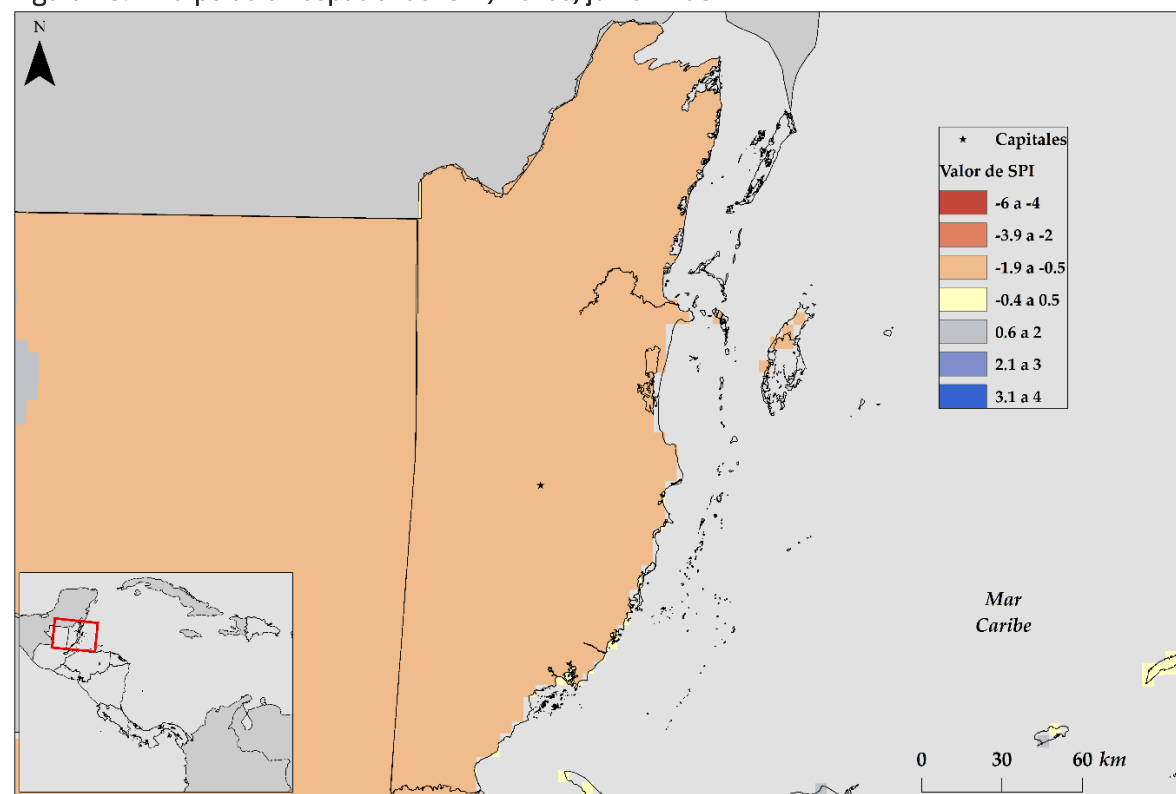 N
Capitales
Valor de SPI
-6 a -4
-3.9 a -2
-1.9 a -0.5
-0.4 a 0.5
0.6 a 2
2.1 a 3
3.1 a 4
Mar
Caribe
0 30 60 km